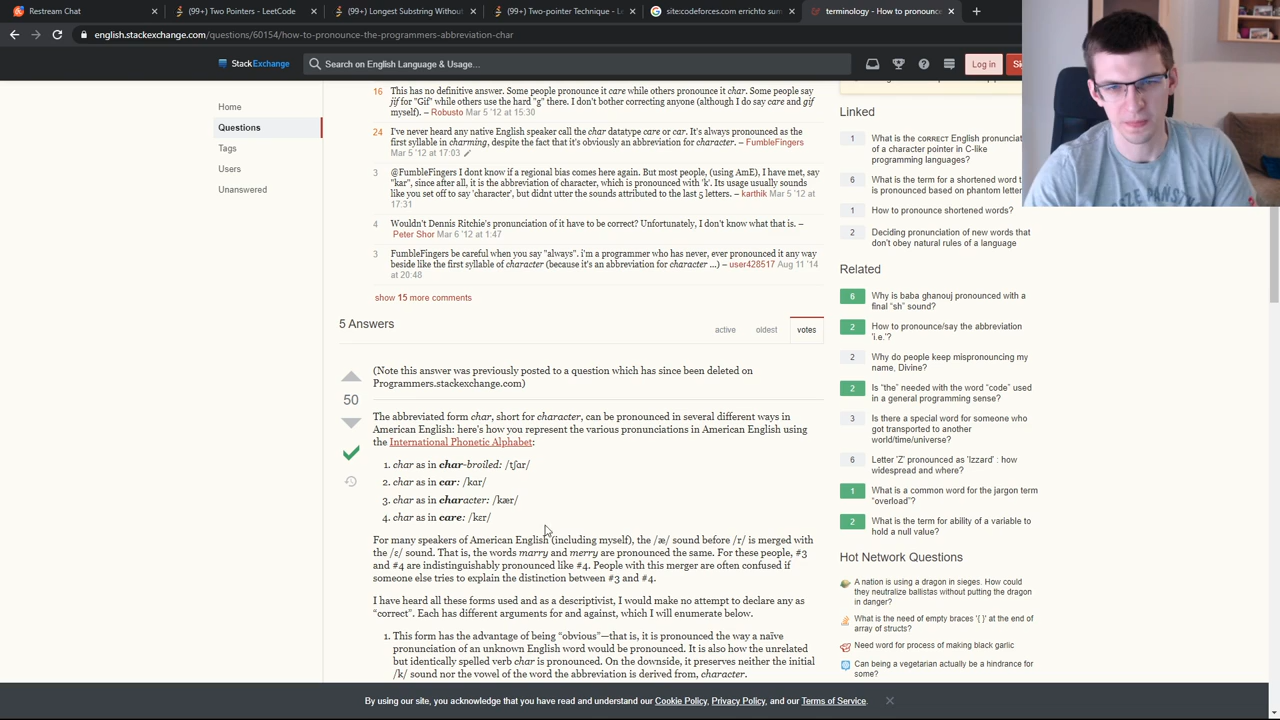 Restream Chat
(99+) Two Pointers - LeetCode
(99+) Longest Substring Without
(99+) Two-pointer Technique - Le
site:codeforces.com errichto sum
terminology - How to pronounce
english.stackexchange.com/questions/60154/how-to-pronounce-the-programmers-abbreviation-char
StackExchange
Search on English Language & Usage...
Log in
Home
Questions
Tags
Users
Unanswered
16
This has no definitive answer. Some people pronounce it care while others pronounce it char. Some people say
jif for "Gif" while others use the hard "g" there. I don't bother correcting anyone (although I do say care and gif
myself). – Robusto Mar 5 '12 at 15:30
24
I've never heard any native English speaker call the char datatype care or car. It's always pronounced as the
first syllable in charming, despite the fact that it's obviously an abbreviation for character. – FumbleFingers
Mar 5 '12 at 17:03
3
@FumbleFingers I dont know if a regional bias comes here again. But most people, (using AmE), I have met, say
"kar", since after all, it is the abbreviation of character, which is pronounced with 'k'. Its usage usually sounds
like you set off to say 'character', but didnt utter the sounds attributed to the last 5 letters. – karthik Mar 5 '12 at
17:31
4
Wouldn't Dennis Ritchie's pronunciation of it have to be correct? Unfortunately, I don't know what that is. –
Peter Shor Mar 6 '12 at 1:47
3
FumbleFingers be careful when you say "always". i'm a programmer who has never, ever pronounced it any way
beside like the first syllable of character (because it's an abbreviation for character ...) – user428517 Aug 11 '14
at 20:48
show 15 more comments
5 Answers
active
oldest
votes
50
(Note this answer was previously posted to a question which has since been deleted on
Programmers.stackexchange.com)
The abbreviated form char, short for character, can be pronounced in several different ways in
American English: here's how you represent the various pronunciations in American English using
the International Phonetic Alphabet:
1. char as in char-broiled: /tʃɑr/
2. char as in car: /kɑr/
3. char as in character: /kær/
4. char as in care: /kɛr/
For many speakers of American English (including myself), the /æ/ sound before /r/ is merged with
the /ɛ/ sound. That is, the words marry and merry are pronounced the same. For these people, #3
and #4 are indistinguishably pronounced like #4. People with this merger are often confused if
someone else tries to explain the distinction between #3 and #4.
I have heard all these forms used and as a descriptivist, I would make no attempt to declare any as
“correct”. Each has different arguments for and against, which I will enumerate below.
1. This form has the advantage of being “obvious”—that is, it is pronounced the way a naïve
pronunciation of an unknown English word would be pronounced. It is also how the unrelated
but identically spelled verb char is pronounced. On the downside, it preserves neither the initial
/k/ sound nor the vowel of the word the abbreviation is derived from, character.
Linked
1
What is the CORRECT English pronunciat
of a character pointer in C-like
programming languages?
6
What is the term for a shortened word t
is pronounced based on phantom letter
1
How to pronounce shortened words?
2
Deciding pronunciation of new words that
don't obey natural rules of a language
Related
6
Why is baba ghanouj pronounced with a
final “sh” sound?
2
How to pronounce/say the abbreviation
'i.e.'?
2
Why do people keep mispronouncing my
name, Divine?
2
Is “the” needed with the word “code” used
in a general programming sense?
3
Is there a special word for someone who
got transported to another
world/time/universe?
6
Letter 'Z' pronounced as 'Izzard' : how
widespread and where?
1
What is a common word for the jargon term
“overload”?
2
What is the term for ability of a variable to
hold a null value?
Hot Network Questions
A nation is using a dragon in sieges. How could
they neutralize ballistas without putting the dragon
in danger?
What is the need of empty braces '{ }' at the end of
array of structs?
Need word for process of making black garlic
Can being a vegetarian actually be a hindrance for
some?
By using our site, you acknowledge that you have read and understand our Cookie Policy, Privacy Policy, and our Terms of Service.